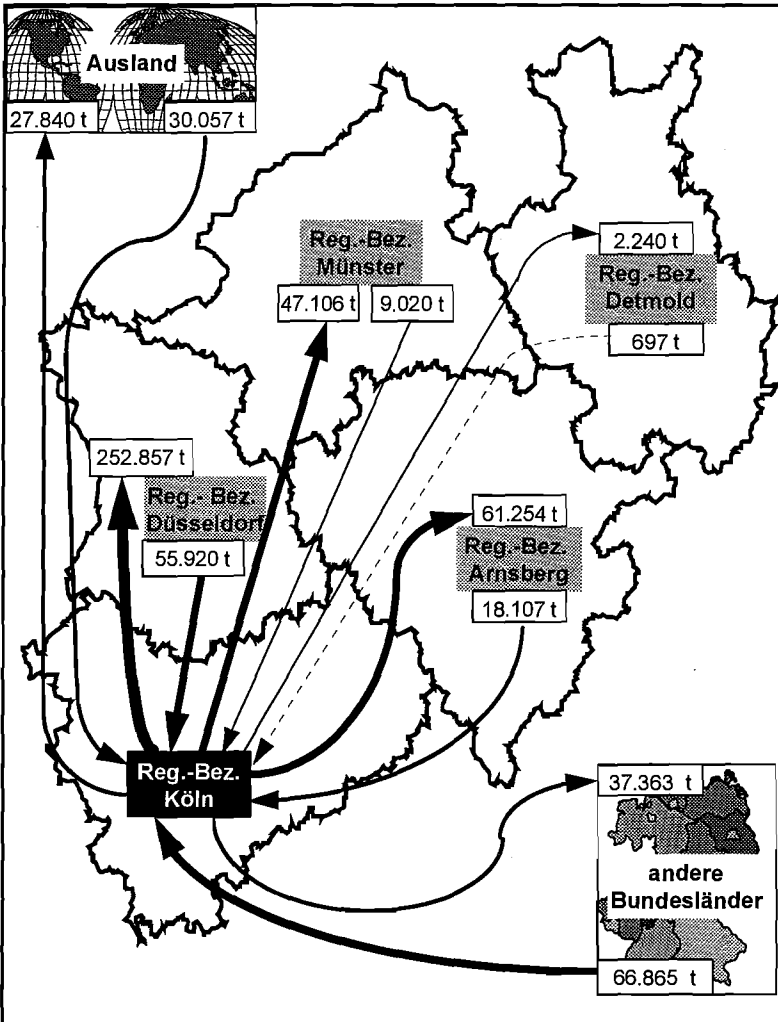 Ausland
27.840 t
30.057 t
Reg.-Bez.
Münster
47.106 t
9.020 t
2.240 t
Reg.-Bez.
Detmold
697 t
252.857 t
Reg.- Bez.
Düsseldorf
55.920 t
61.254 t
Reg.-Bez.
Arnsberg
18.107 t
Reg.-Bez.
Köln
37.363 t
andere
Bundesländer
66.865 t